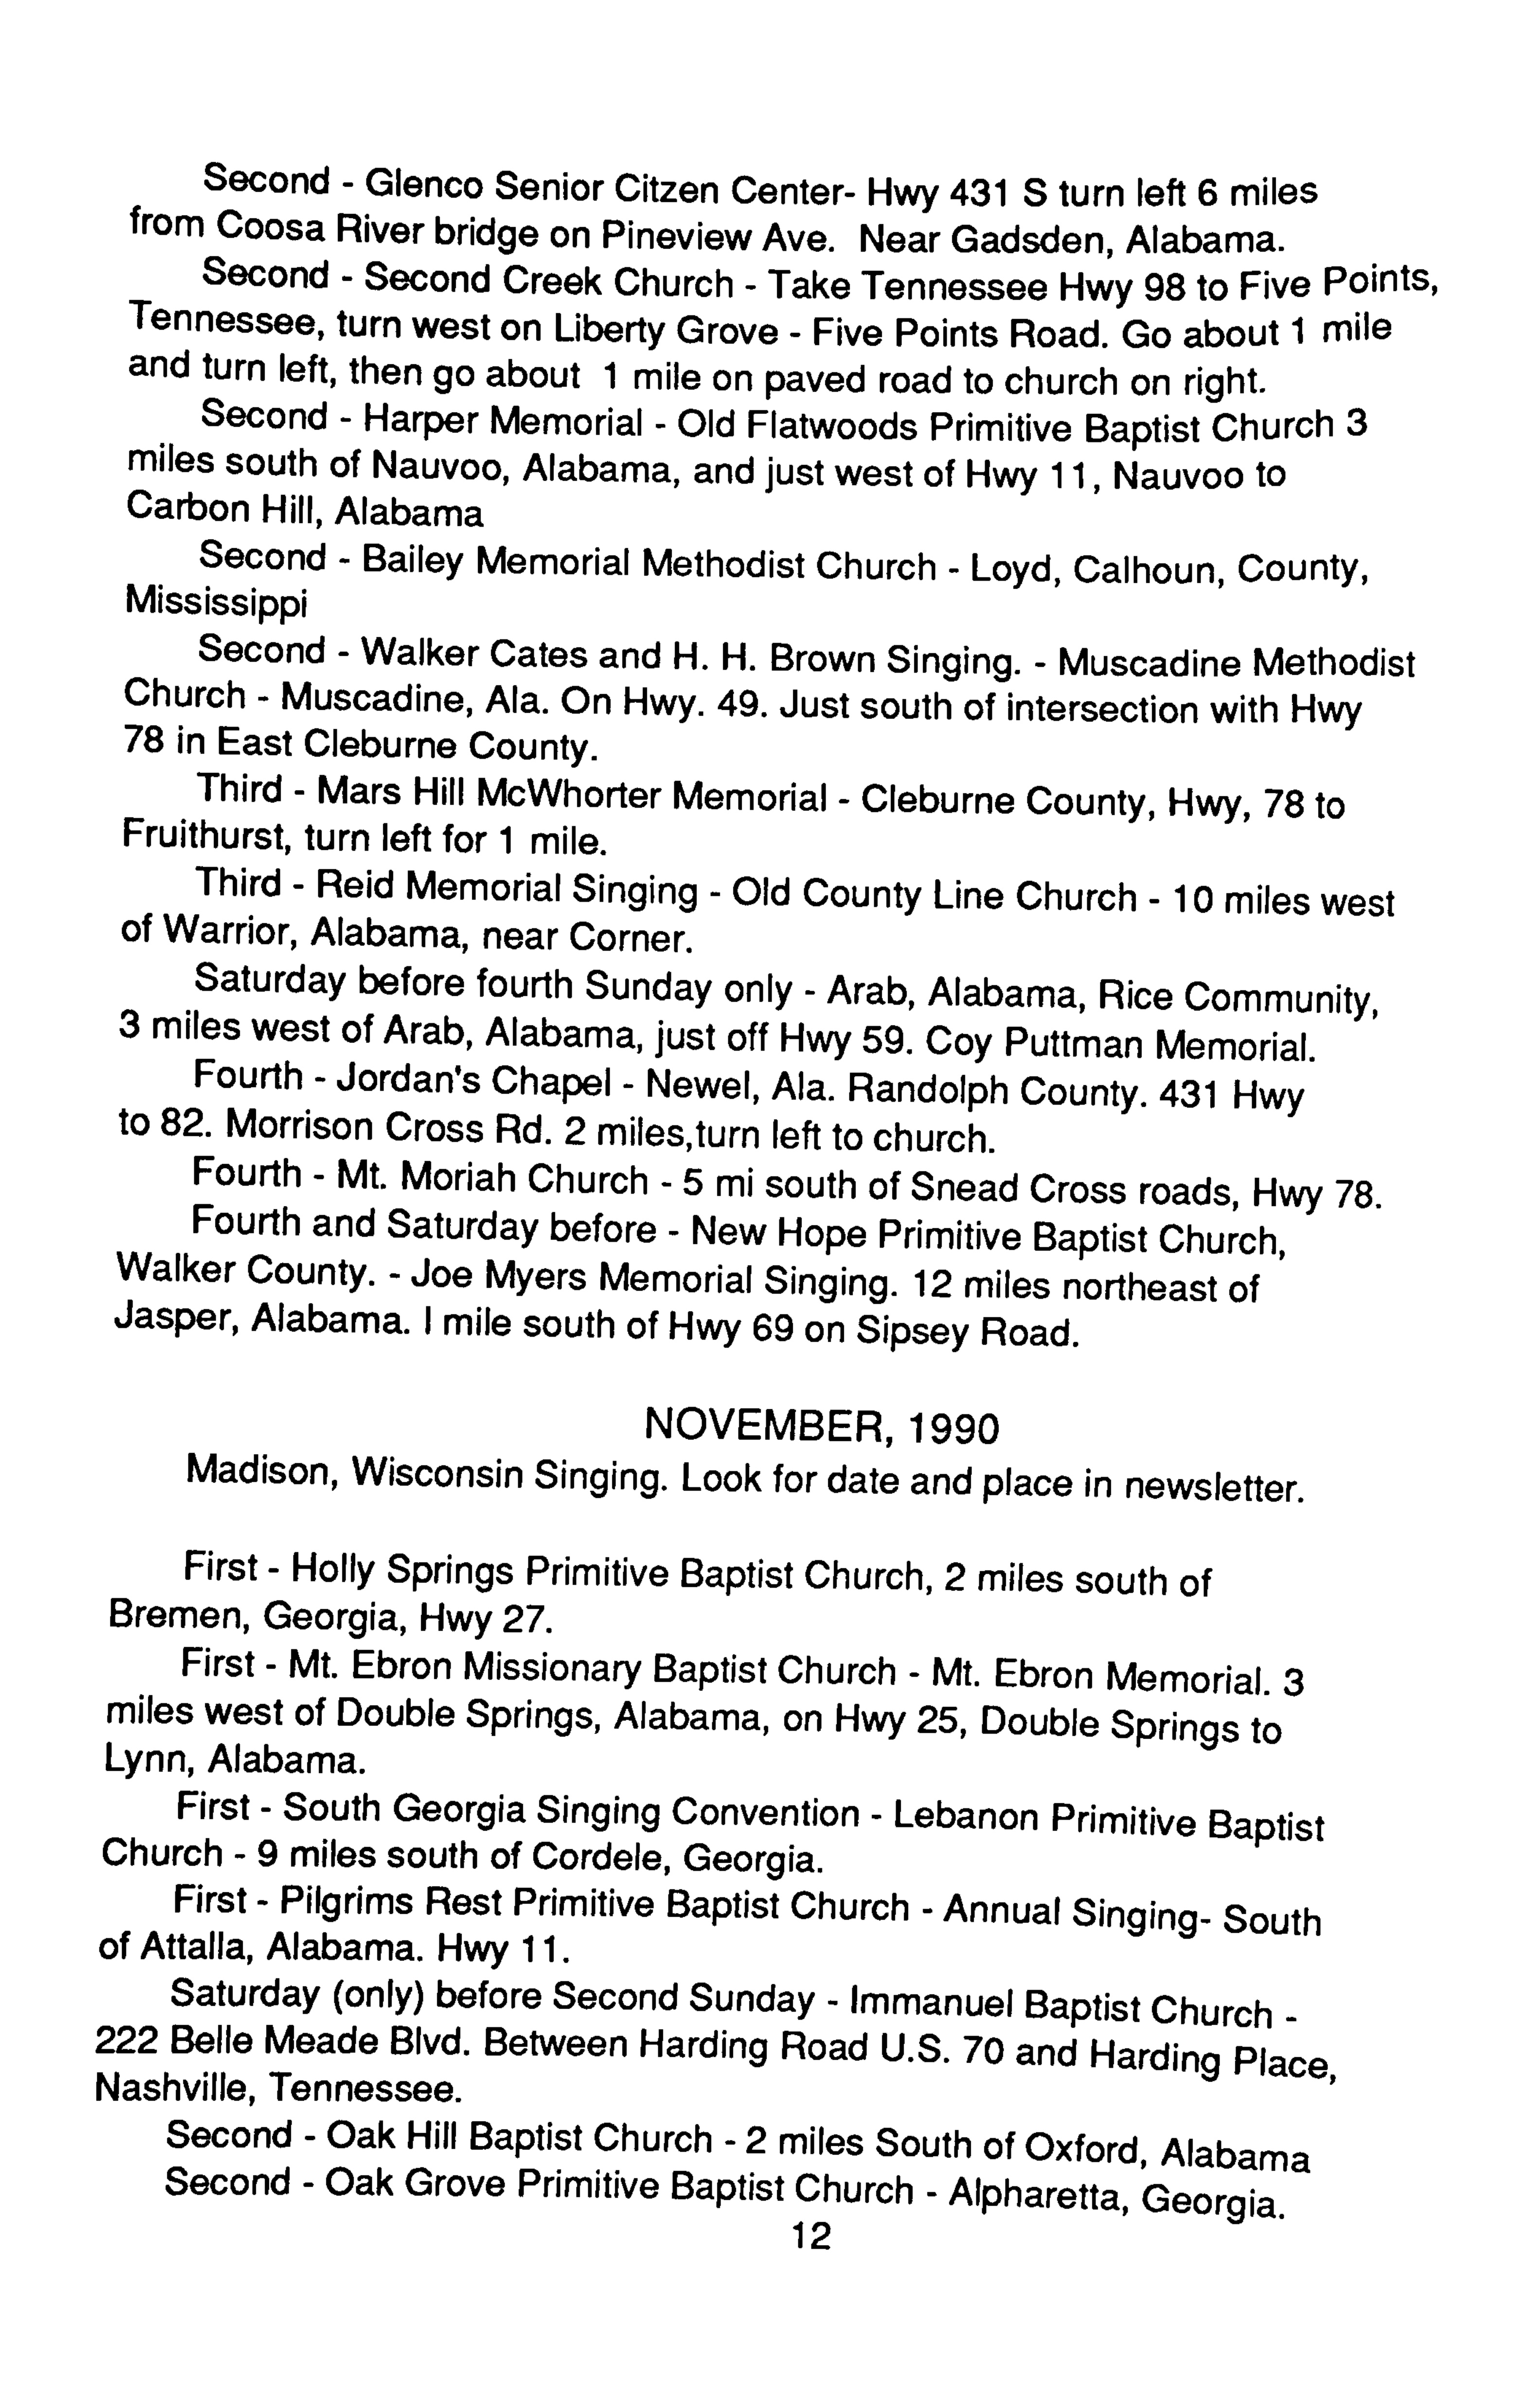 Second - Glenco Senior Citzen Center- Hwy 431 S turn left 6 miles
from Coosa River bridge on Pineview Ave. Near Gadsden, Alabama.
Second - Second Creek Church - Take Tennessee Hwy 98 to Five Points,
Tennessee, turn west on Liberty Grove - Five Points Road. Go about 1 mile
and turn left, then go about 1 mile on paved road to church on right.
Second - Harper Memorial - Old Flatwoods Primitive Baptist Church 3
miles south of Nauvoo, Alabama, and just west of Hwy 11, Nauvoo to
Carbon Hill, Alabama
Second - Bailey Memorial Methodist Church - Loyd, Calhoun, County,
Mississippi
Second - Walker Cates and H. H. Brown Singing. - Muscadine Methodist
Church - Muscadine, Ala. On Hwy. 49. Just south of intersection with Hwy
78 in East Cleburne County.
Third - Mars Hill McWhorter Memorial - Cleburne County, Hwy, 78 to
Fruithurst, turn left for 1 mile.
Third - Reid Memorial Singing - Old County Line Church - 10 miles west
of Warrior, Alabama, near Corner.
Saturday before fourth Sunday only - Arab, Alabama, Rice Community,
3 miles west of Arab, Alabama, just off Hwy 59. Coy Puttman Memorial.
Fourth - Jordan's Chapel - Newel, Ala. Randolph County. 431 Hwy
to 82. Morrison Cross Rd. 2 miles,turn left to church.
Fourth - Mt. Moriah Church - 5 mi south of Snead Cross roads, Hwy 78.
Fourth and Saturday before - New Hope Primitive Baptist Church,
Walker County. - Joe Myers Memorial Singing. 12 miles northeast of
Jasper, Alabama. I mile south of Hwy 69 on Sipsey Road.
NOVEMBER, 1990
Madison, Wisconsin Singing. Look for date and place in newsletter.
First - Holly Springs Primitive Baptist Church, 2 miles south of
Bremen, Georgia, Hwy 27.
First - Mt. Ebron Missionary Baptist Church - Mt. Ebron Memorial. 3
miles west of Double Springs, Alabama, on Hwy 25, Double Springs to
Lynn, Alabama.
First - South Georgia Singing Convention - Lebanon Primitive Baptist
Church - 9 miles south of Cordele, Georgia.
First - Pilgrims Rest Primitive Baptist Church - Annual Singing- South
of Attalla, Alabama. Hwy 11.
Saturday (only) before Second Sunday - Immanuel Baptist Church -
222 Belle Meade Blvd. Between Harding Road U.S. 70 and Harding Place,
Nashville, Tennessee.
Second - Oak Hill Baptist Church - 2 miles South of Oxford, Alabama
Second - Oak Grove Primitive Baptist Church - Alpharetta, Georgia.
12